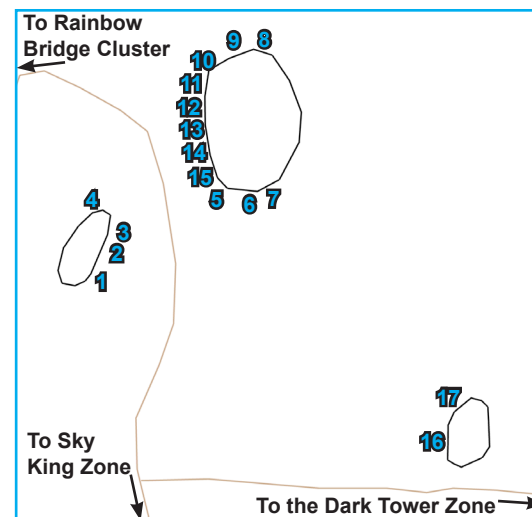 To Rainbow
Bridge Cluster
9 8
10
11
12
13
14
15
5 6 7
4
3
2
1
17
16
To Sky
King Zone
To the Dark Tower Zone